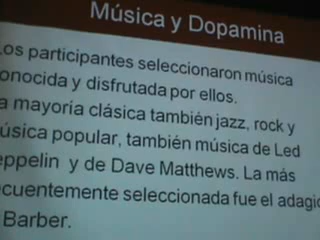 Música y Dopamina
os participantes seleccionaron música
onocida y disfrutada por ellos.
a mayoría clásica también jazz, rock y
úsica popular, también música de Led
eppelin y de Dave Matthews. La más
cuentemente seleccionada fue el adagio
Barber.